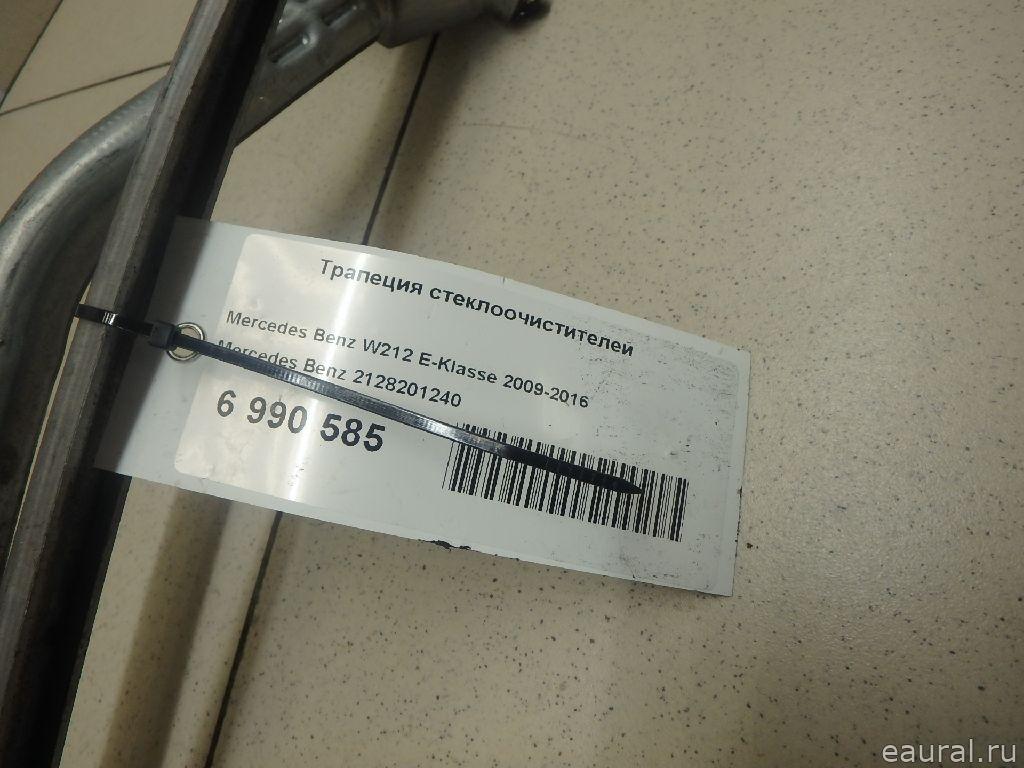 Трапеция стеклоочистителей
Mercedes Benz W212 E-Klasse 2009-2016
Mercedes Benz 2128201240
6 990 585
eaural.ru